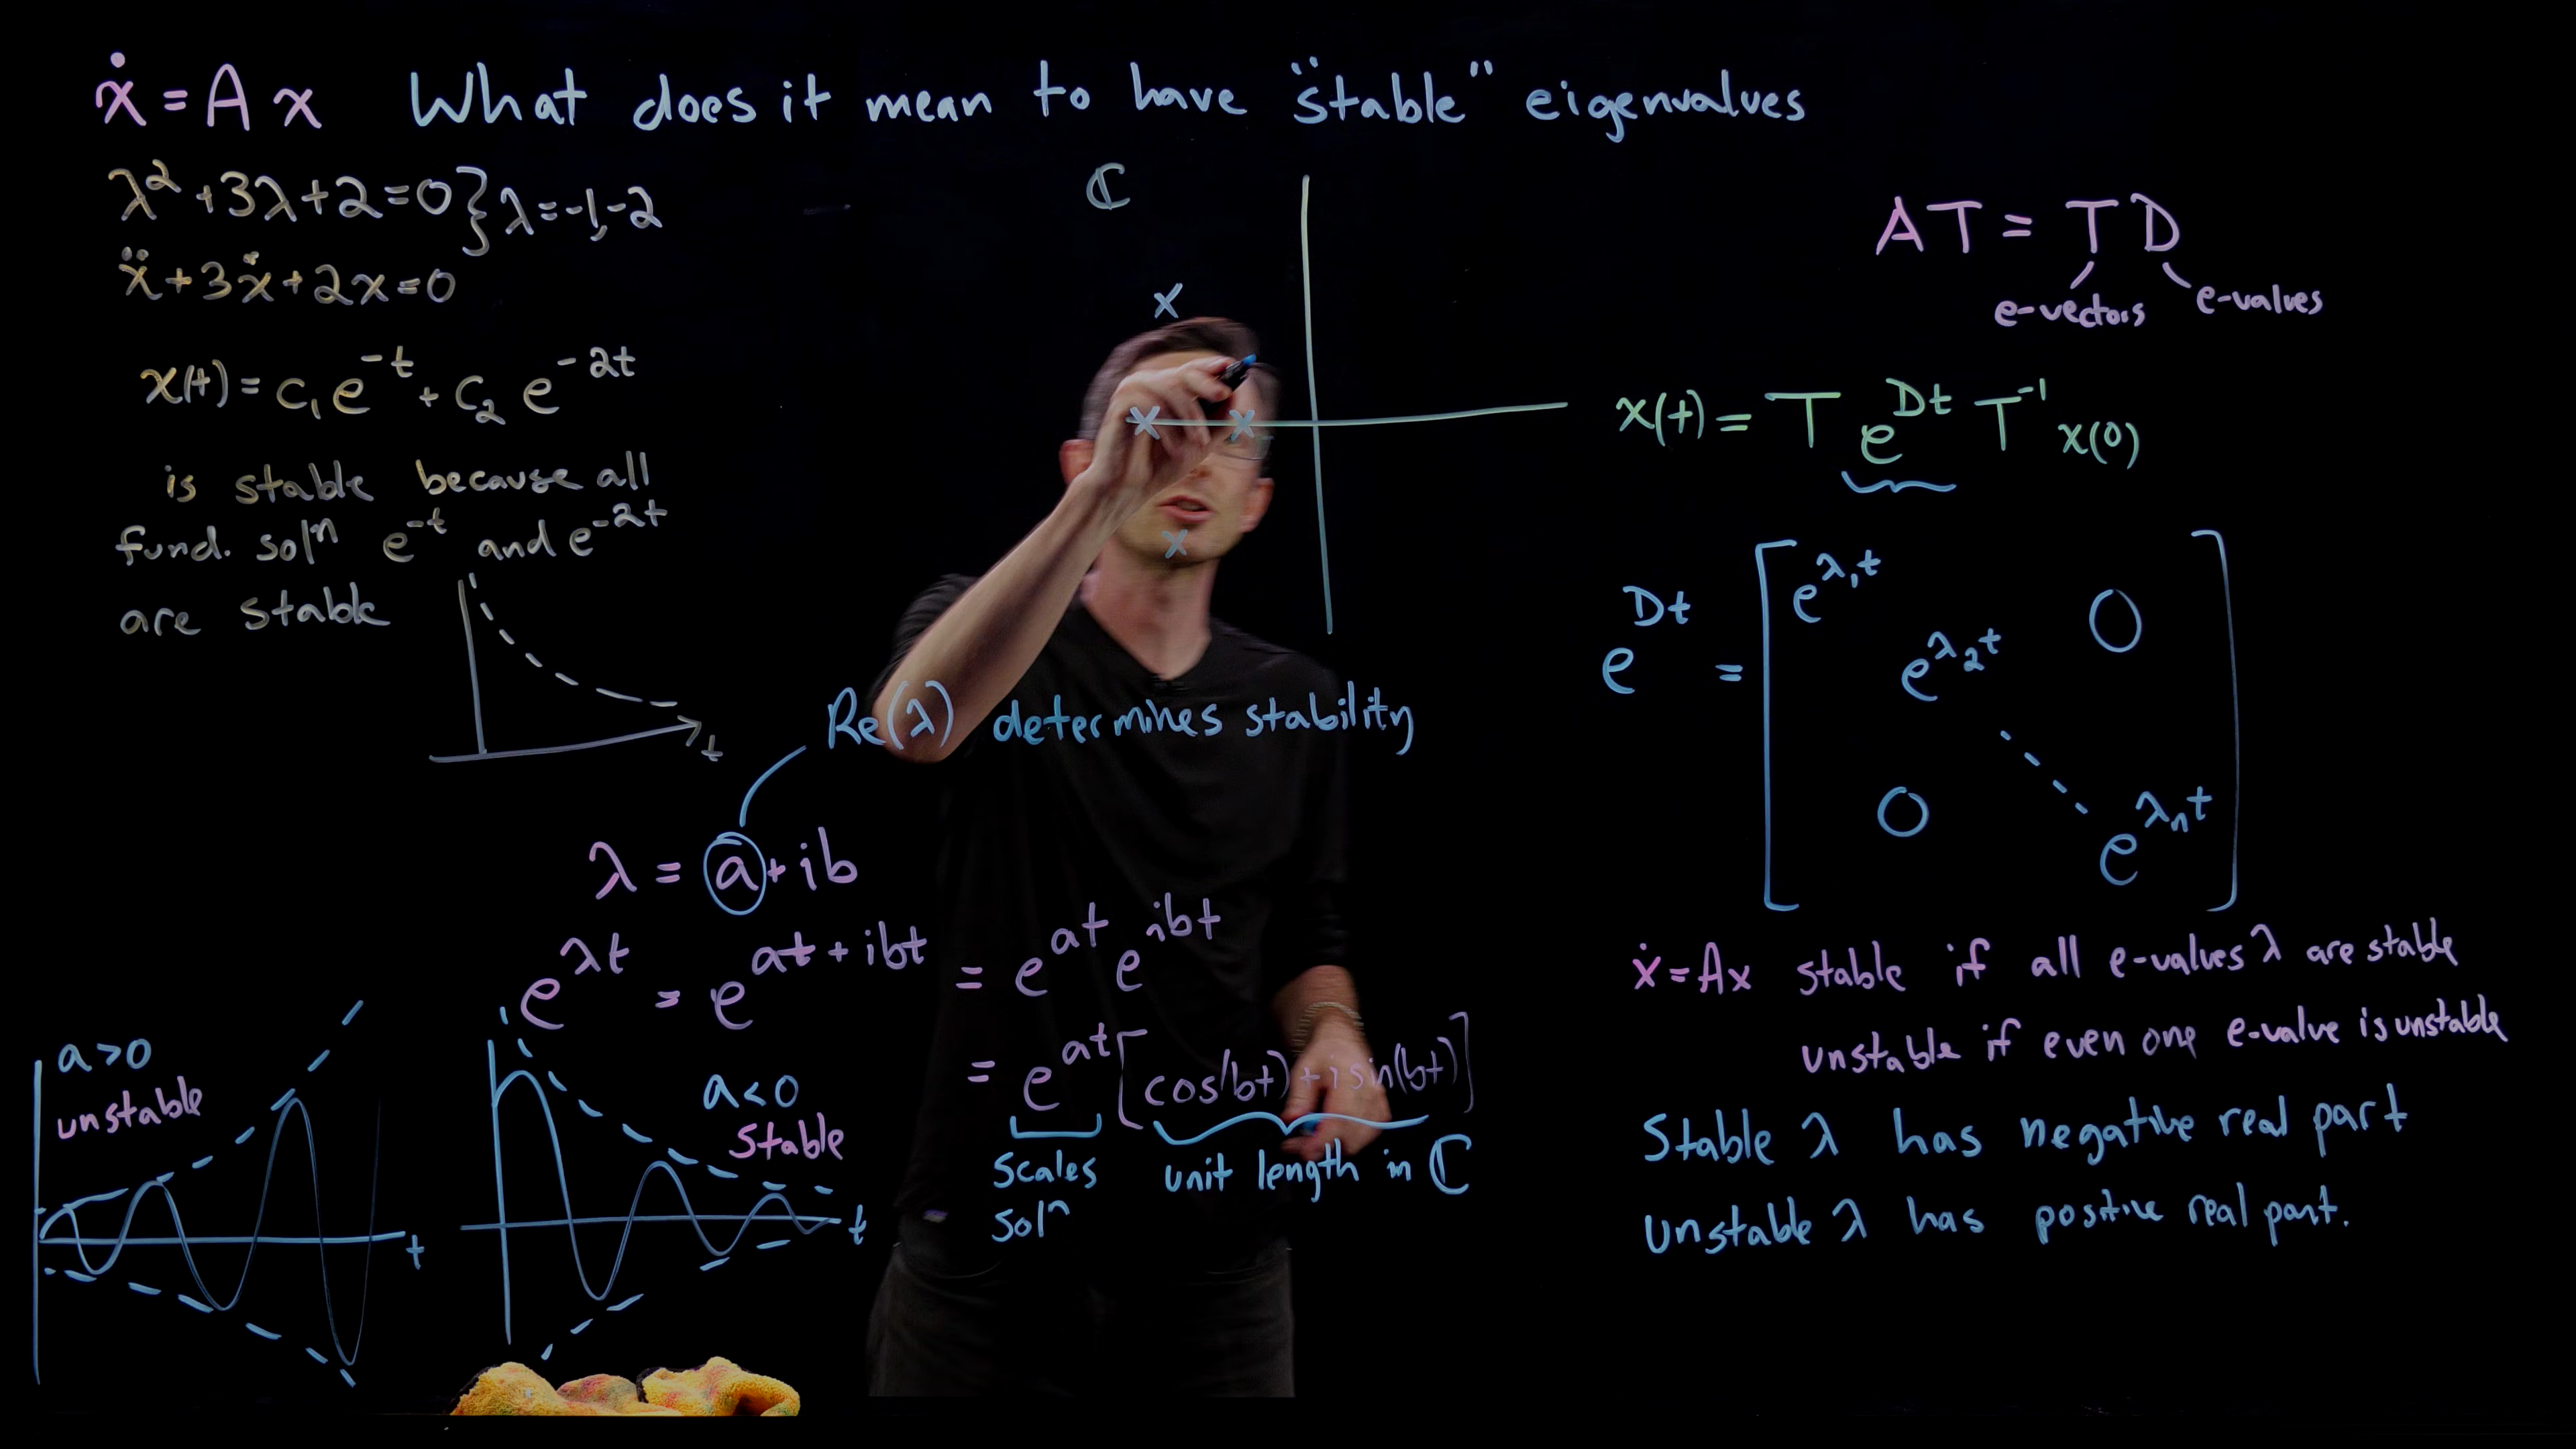 ẋ = Ax What does it mean to have "stable" eigenvalues
λ² + 3λ + 2 = 0 } λ = -1, -2
ẍ + 3ẋ + 2x = 0
x(t) = c₁ e^{-t} + c₂ e^{-2t}
is stable because all
fund. solⁿ e^{-t} and e^{-2t}
are stable
t
ℂ
x
x x
x
AT = TD
e-vectors e-values
x(t) = T e^{Dt} T^{-1} x(0)
e^{Dt} = [ e^{λ₁t} 0
e^{λ₂t}
0 e^{λₙt} ]
Re(λ) determines stability
λ = a + ib
e^{λt} = e^{at + ibt} = e^{at} e^{ibt}
= e^{at} [cos(bt) + i sin(bt)]
scales
solⁿ
unit length in ℂ
a > 0
unstable
t
a < 0
stable
t
ẋ = Ax stable if all e-values λ are stable
unstable if even one e-value is unstable
Stable λ has negative real part
unstable λ has positive real part.